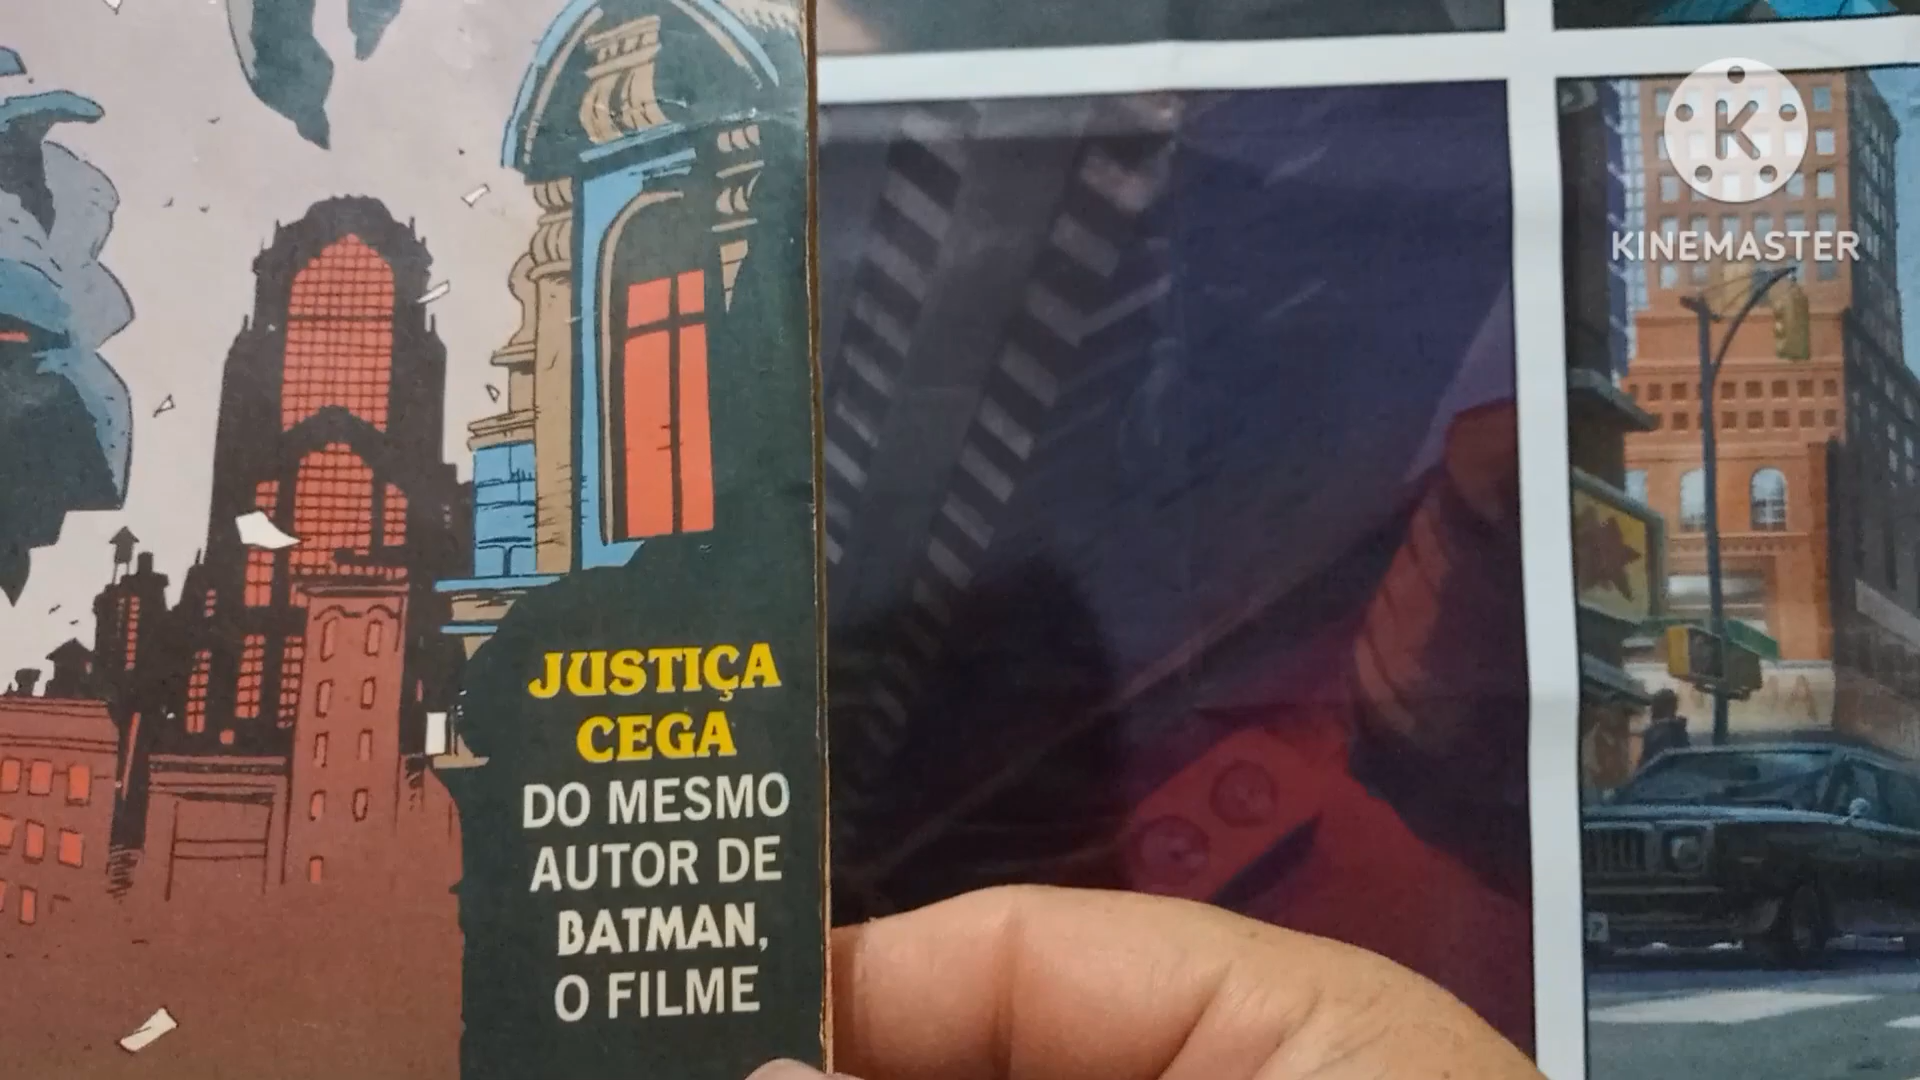 JUSTIÇA
CEGA
DO MESMO
AUTOR DE
BATMAN,
O FILME
K
KINEMASTER